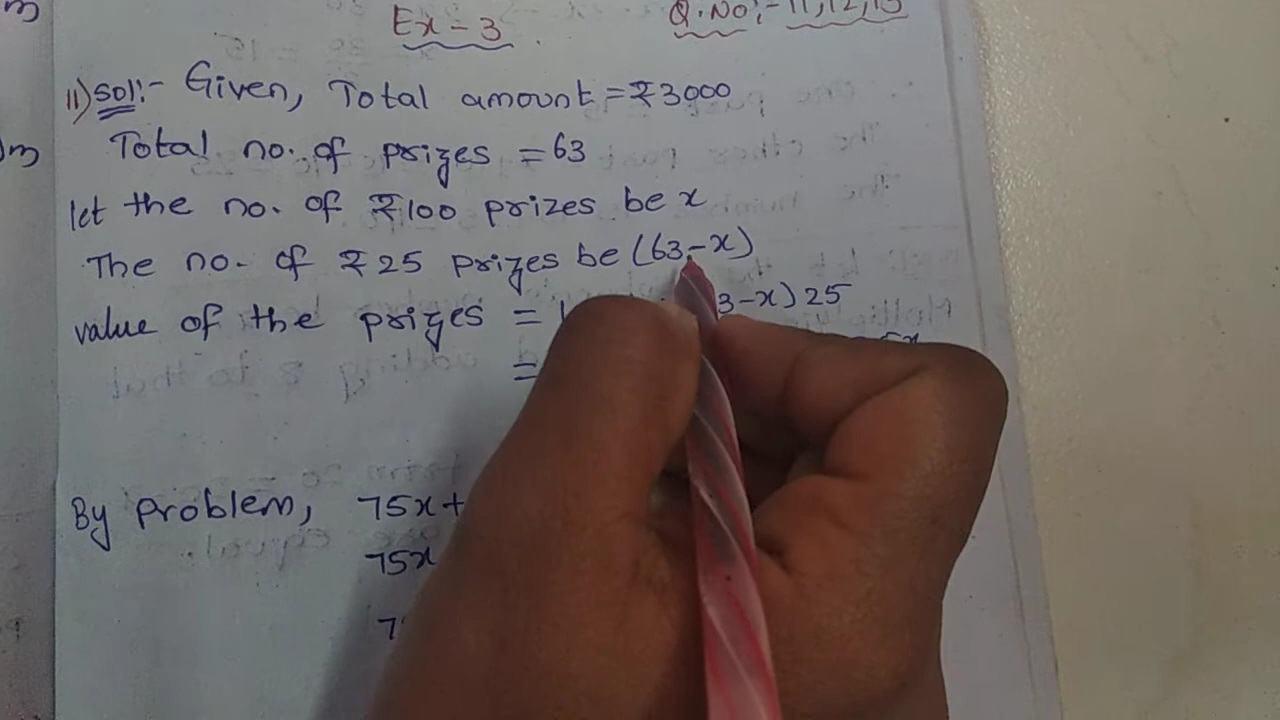 Ex-3 Q.No:- 11,12,13
11) Sol:- Given, Total amount = ₹3000
Total no. of prizes = 63
let the no. of ₹100 prizes be x
The no. of ₹25 prizes be (63-x)
value of the prizes = 3-x) 25
=
By problem, 75x+
75x